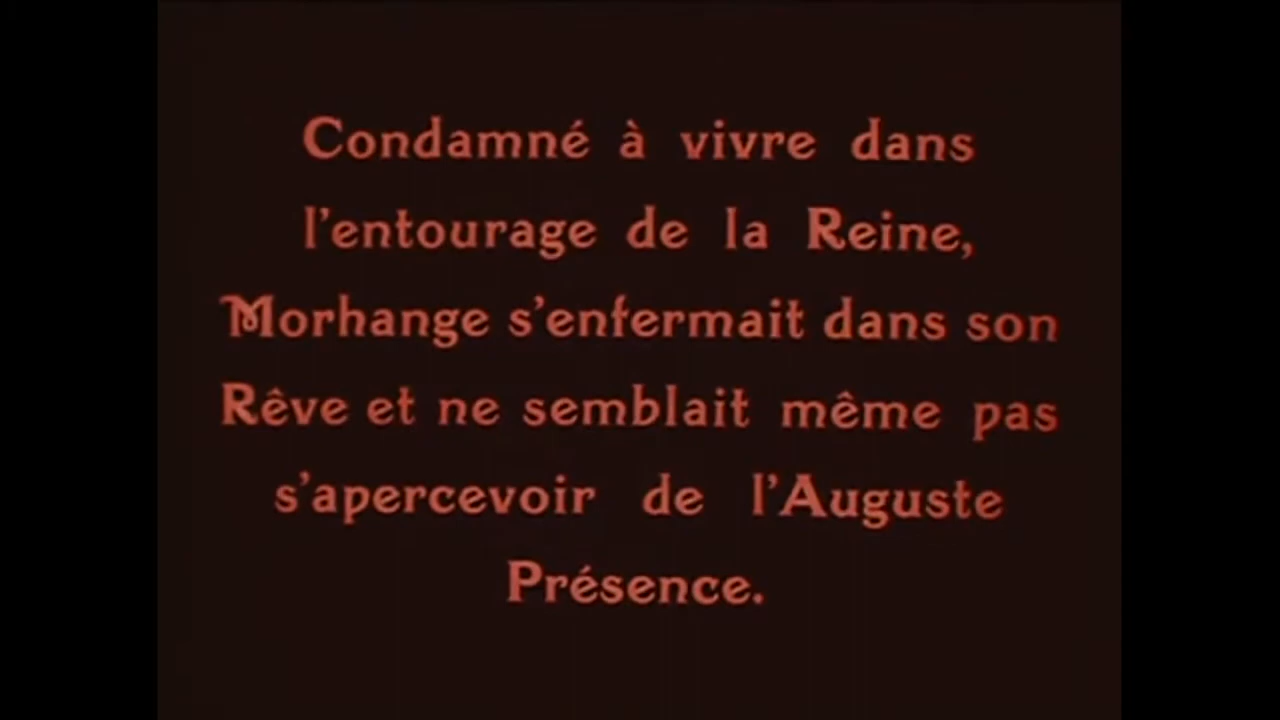 Condamné à vivre dans
l'entourage de la Reine,
Morhange s'enfermait dans son
Rêve et ne semblait même pas
s'apercevoir de l'Auguste
Présence.